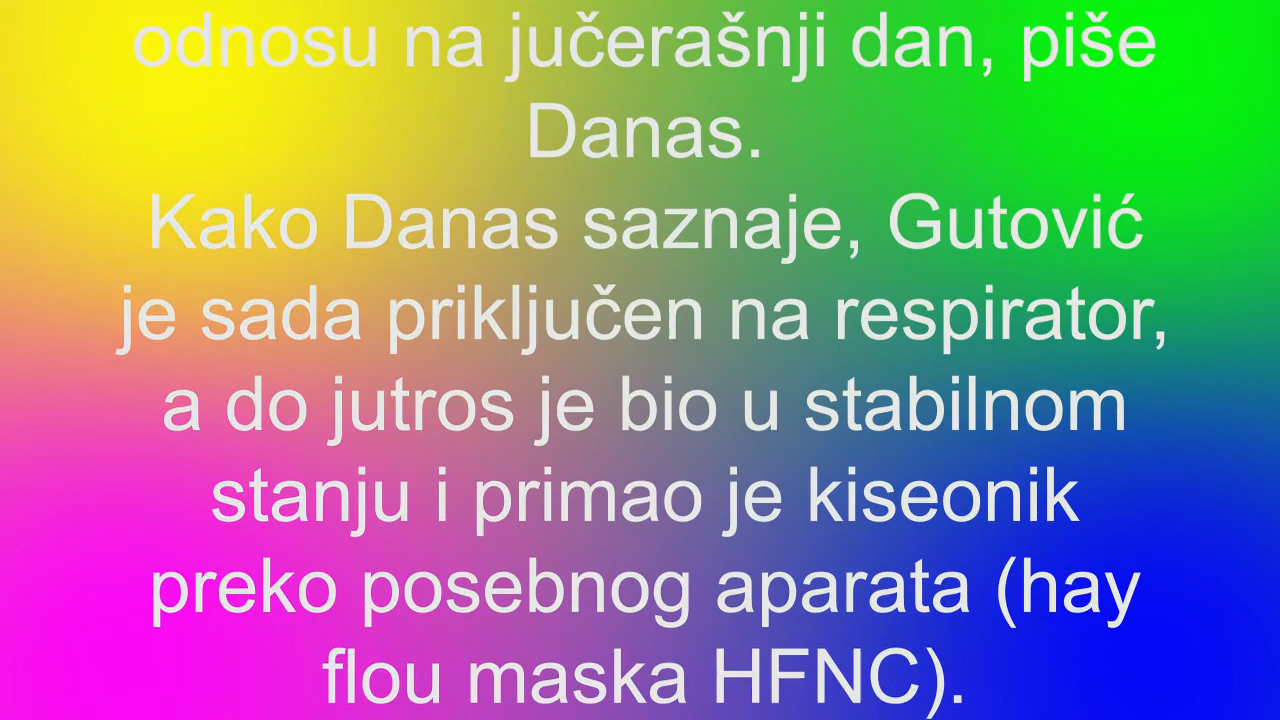 odnosu na jučerašnji dan, piše
Danas.
Kako Danas saznaje, Gutović
je sada priključen na respirator,
a do jutros je bio u stabilnom
stanju i primao je kiseonik
preko posebnog aparata (hay
flou maska HFNC).